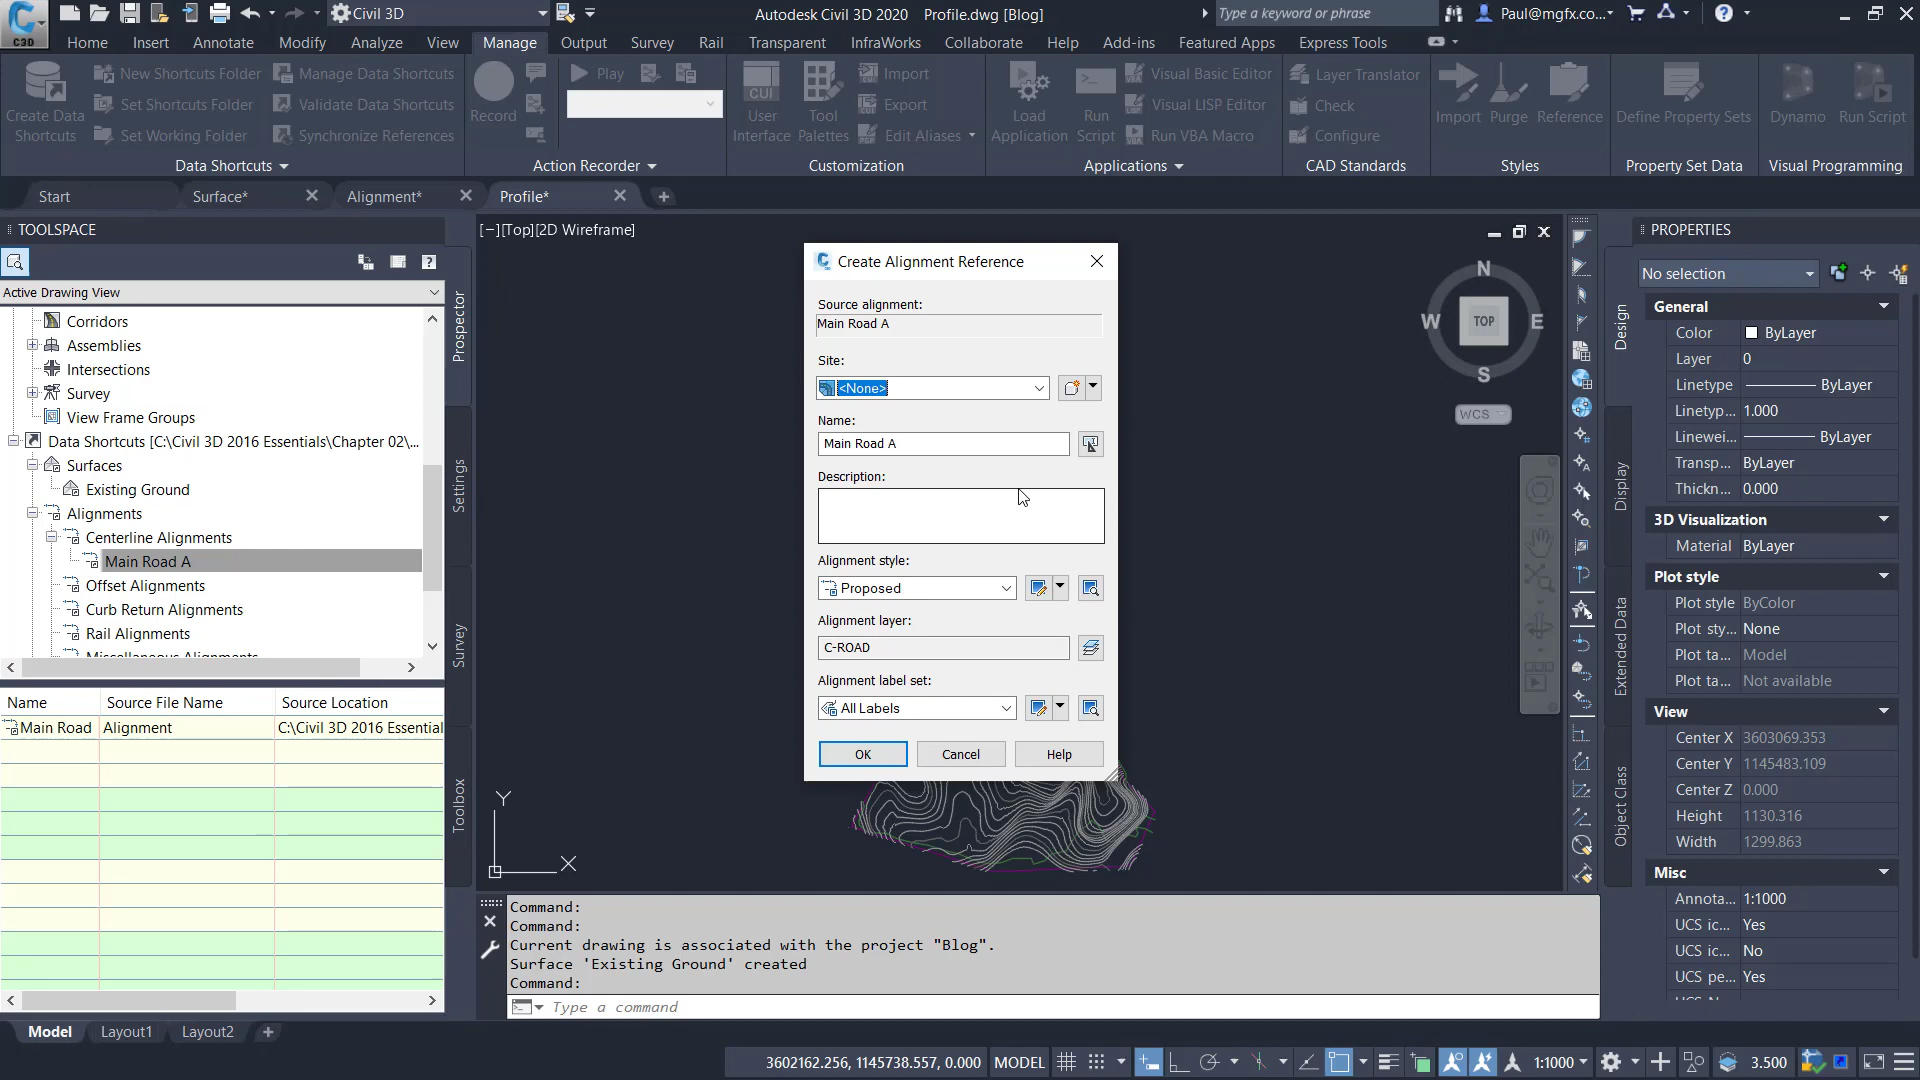 Civil 3D
Autodesk Civil 3D 2020 Profile.dwg [Blog]
Type a keyword or phrase
Paul@mgfx.co...
C3D
Home Insert Annotate Modify Analyze View Manage Output Survey Rail Transparent InfraWorks Collaborate Help Add-ins Featured Apps Express Tools
Create Data Shortcuts
New Shortcuts Folder
Set Shortcuts Folder
Set Working Folder
Manage Data Shortcuts
Validate Data Shortcuts
Synchronize References
Data Shortcuts
Record
Play
Action Recorder
CUI
User Interface
Tool Palettes
Import
Export
Edit Aliases
Customization
Load Application
Run Script
Visual Basic Editor
Visual LISP Editor
Run VBA Macro
Applications
Layer Translator
Check
Configure
CAD Standards
Import
Purge
Reference
Styles
Define Property Sets
Property Set Data
Dynamo
Run Script
Visual Programming
Start Surface* Alignment* Profile*
TOOLSPACE
Active Drawing View
Corridors
Assemblies
Intersections
Survey
View Frame Groups
Data Shortcuts [C:\Civil 3D 2016 Essentials\Chapter 02\...
Surfaces
Existing Ground
Alignments
Centerline Alignments
Main Road A
Offset Alignments
Curb Return Alignments
Rail Alignments
Miscellaneous Alignments
Prospector
Settings
Survey
Toolbox
Name Source File Name Source Location
Main Road Alignment C:\Civil 3D 2016 Essential
[−][Top][2D Wireframe]
N
W TOP E
S
WCS
Y
X
Create Alignment Reference
Source alignment:
Main Road A
Site:
<None>
Name:
Main Road A
Description:
Alignment style:
Proposed
Alignment layer:
C-ROAD
Alignment label set:
All Labels
OK Cancel Help
Command:
Command:
Current drawing is associated with the project "Blog".
Surface 'Existing Ground' created
Command:
Type a command
PROPERTIES
No selection
Design
Display
Extended Data
Object Class
General
Color ByLayer
Layer 0
Linetype ByLayer
Linetyp... 1.000
Linewei... ByLayer
Transp... ByLayer
Thickn... 0.000
3D Visualization
Material ByLayer
Plot style
Plot style ByColor
Plot sty... None
Plot ta... Model
Plot ta... Not available
View
Center X 3603069.353
Center Y 1145483.109
Center Z 0.000
Height 1130.316
Width 1299.863
Misc
Annota... 1:1000
UCS ic... Yes
UCS ic... No
UCS pe... Yes
Model Layout1 Layout2
3602162.256, 1145738.557, 0.000 MODEL 1:1000 3.500